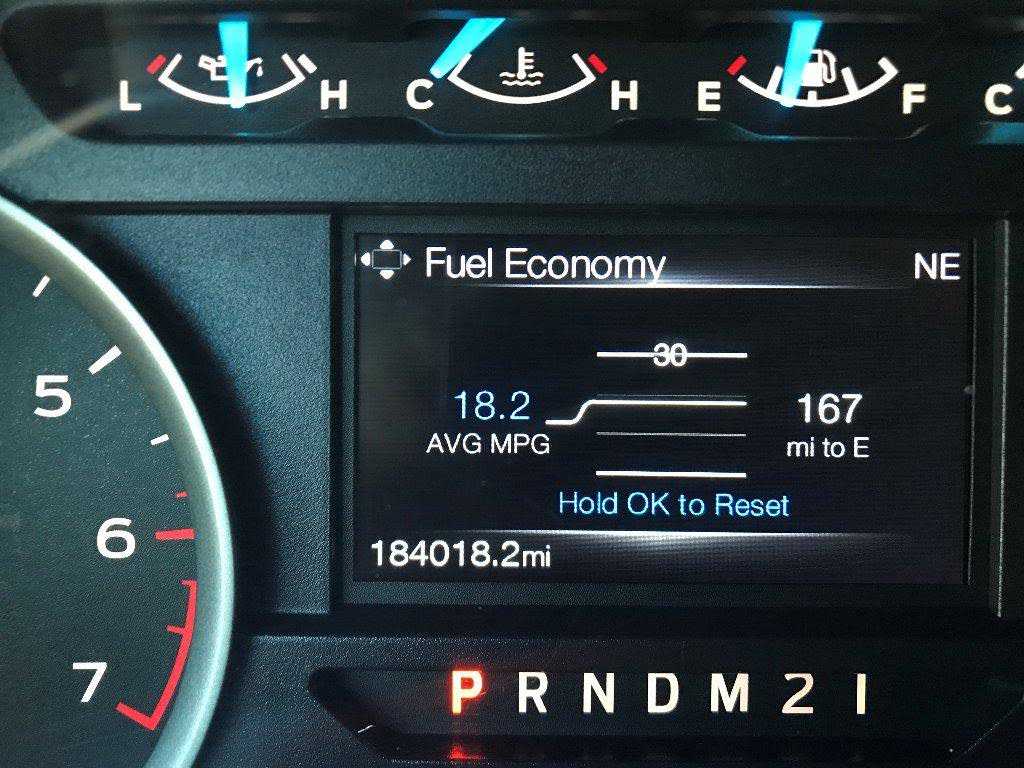 L H C H E F C
Fuel Economy NE
30
5
18.2 167
AVG MPG mi to E
Hold OK to Reset
6
184018.2mi
7
P R N D M 2 1